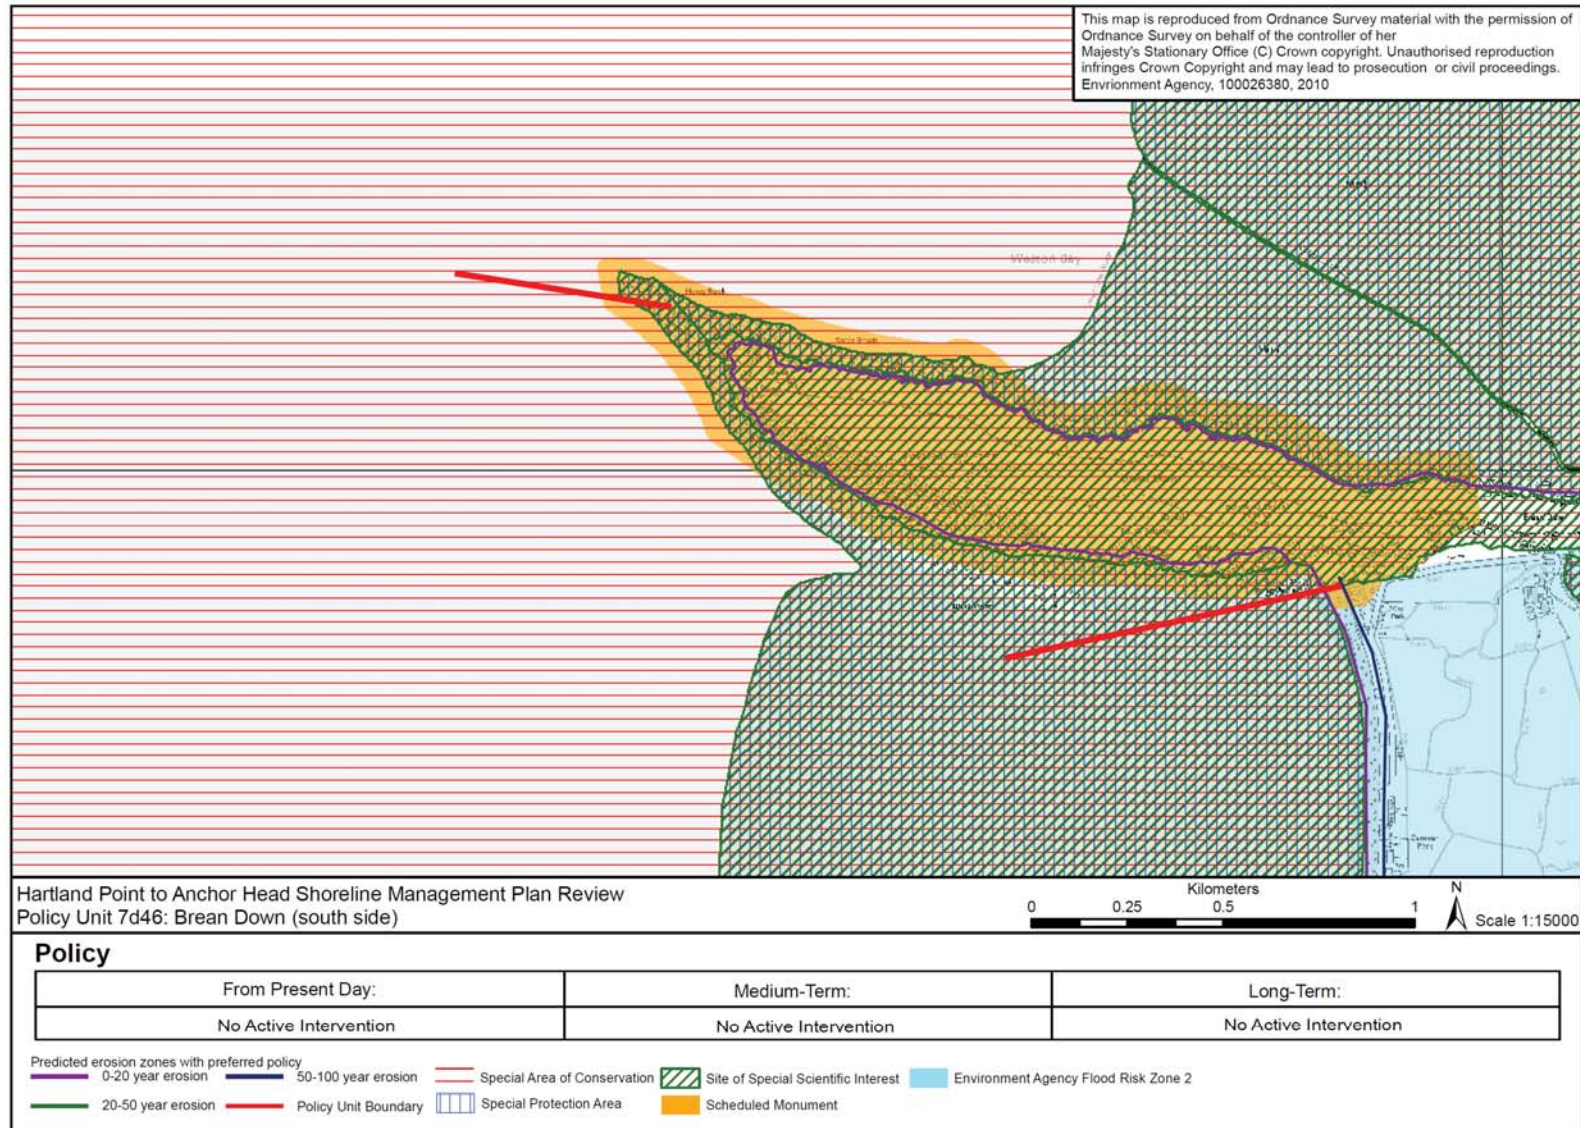 This map is reproduced from Ordnance Survey material with the permission of
Ordnance Survey on behalf of the controller of her
Majesty's Stationary Office (C) Crown copyright. Unauthorised reproduction
infringes Crown Copyright and may lead to prosecution or civil proceedings.
Envrionment Agency, 100026380, 2010
Weston Bay
Hartland Point to Anchor Head Shoreline Management Plan Review
Policy Unit 7d46: Brean Down (south side)
Kilometers
0 0.25 0.5 1
N
Scale 1:15000
Policy
From Present Day: Medium-Term: Long-Term:
No Active Intervention No Active Intervention No Active Intervention
Predicted erosion zones with preferred policy
0-20 year erosion 50-100 year erosion Special Area of Conservation Site of Special Scientific Interest Environment Agency Flood Risk Zone 2
20-50 year erosion Policy Unit Boundary Special Protection Area Scheduled Monument